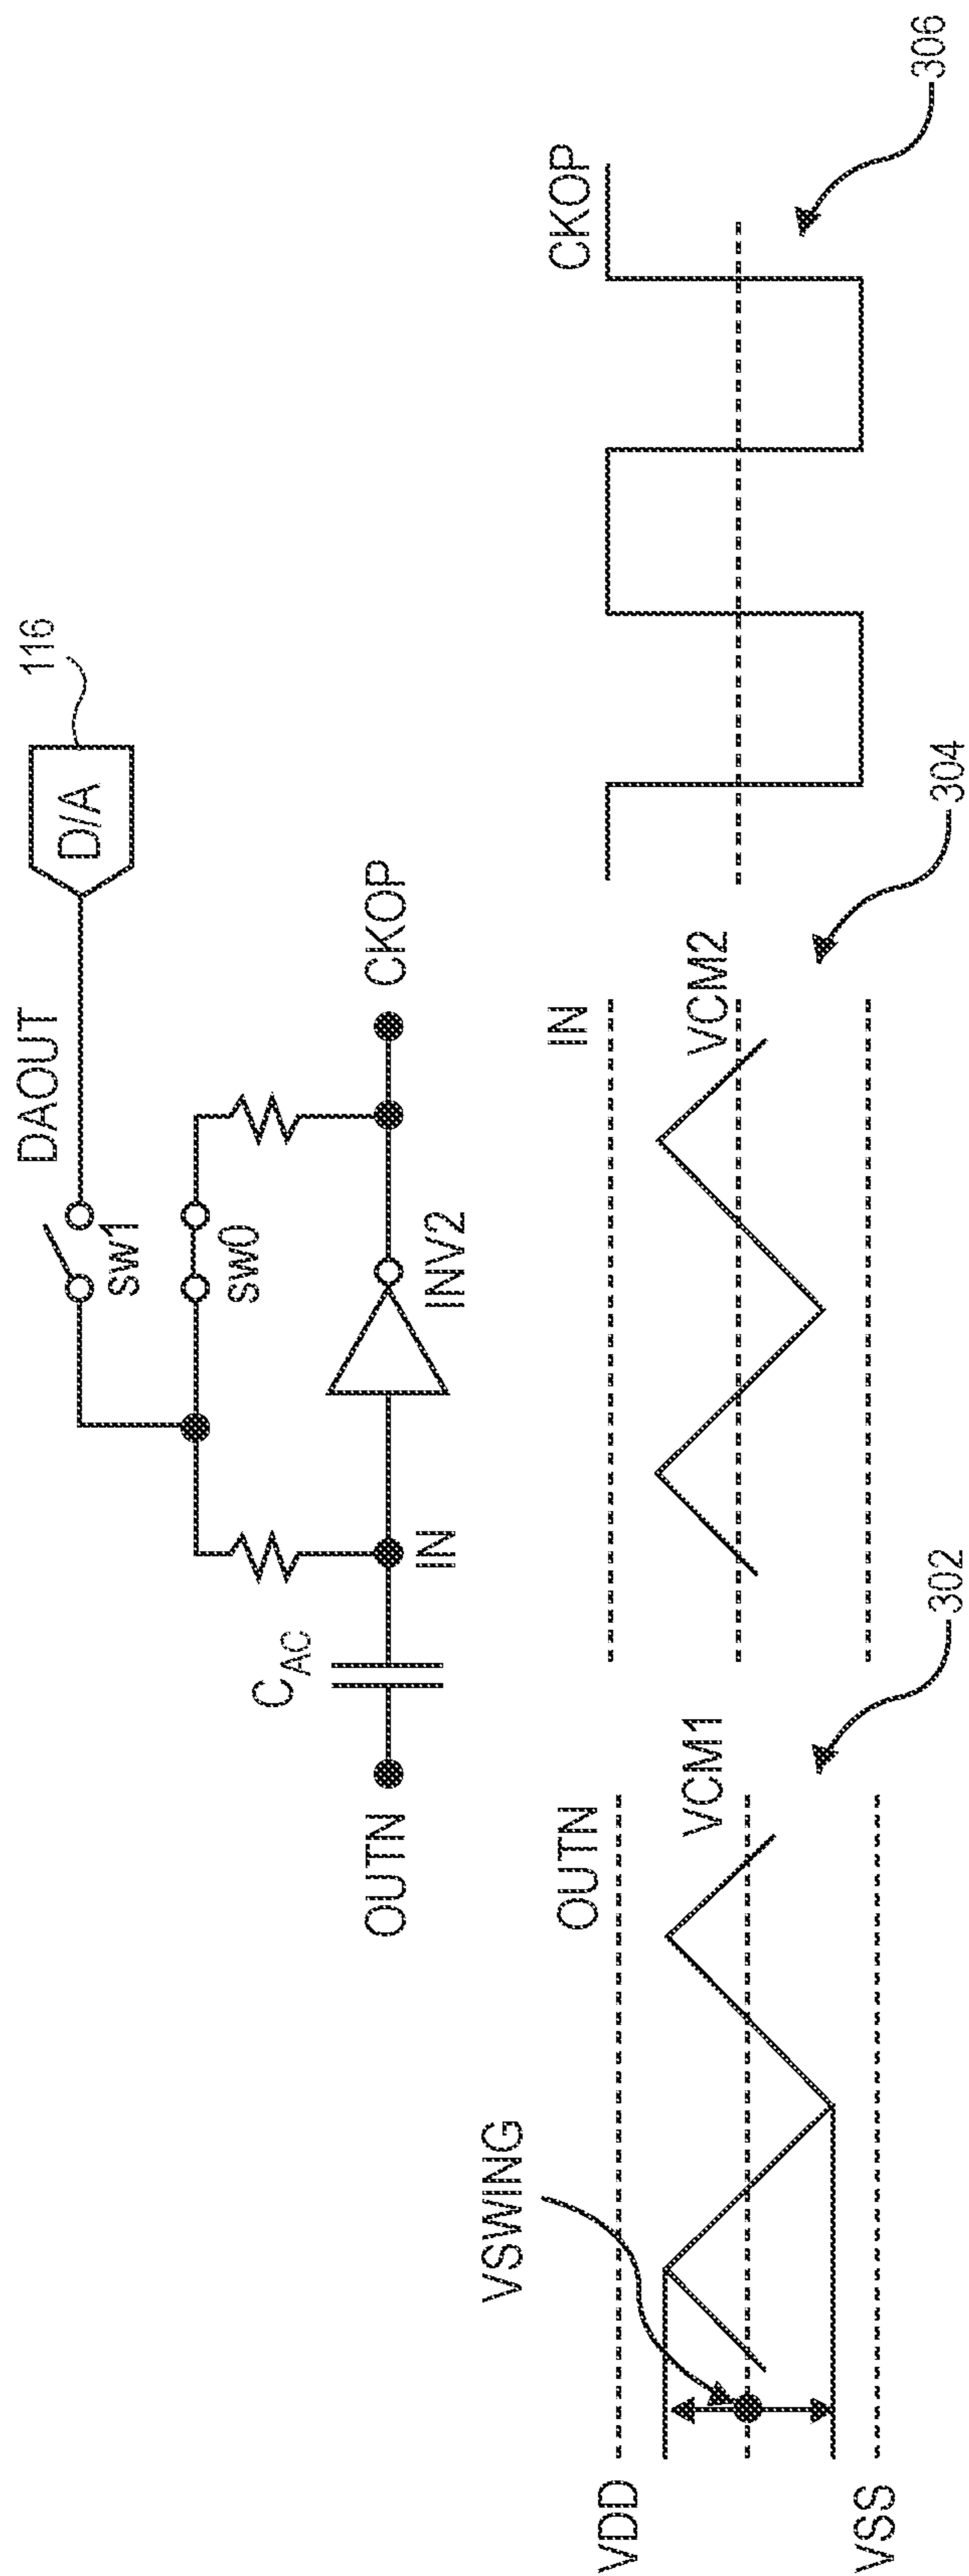 116
D/A
DAOUT
SW1
SW0
CAC
OUTN
IN
INV2
CKOP
VSWING
OUTN
IN
CKOP
VDD
VCM1
VCM2
VSS
302
304
306